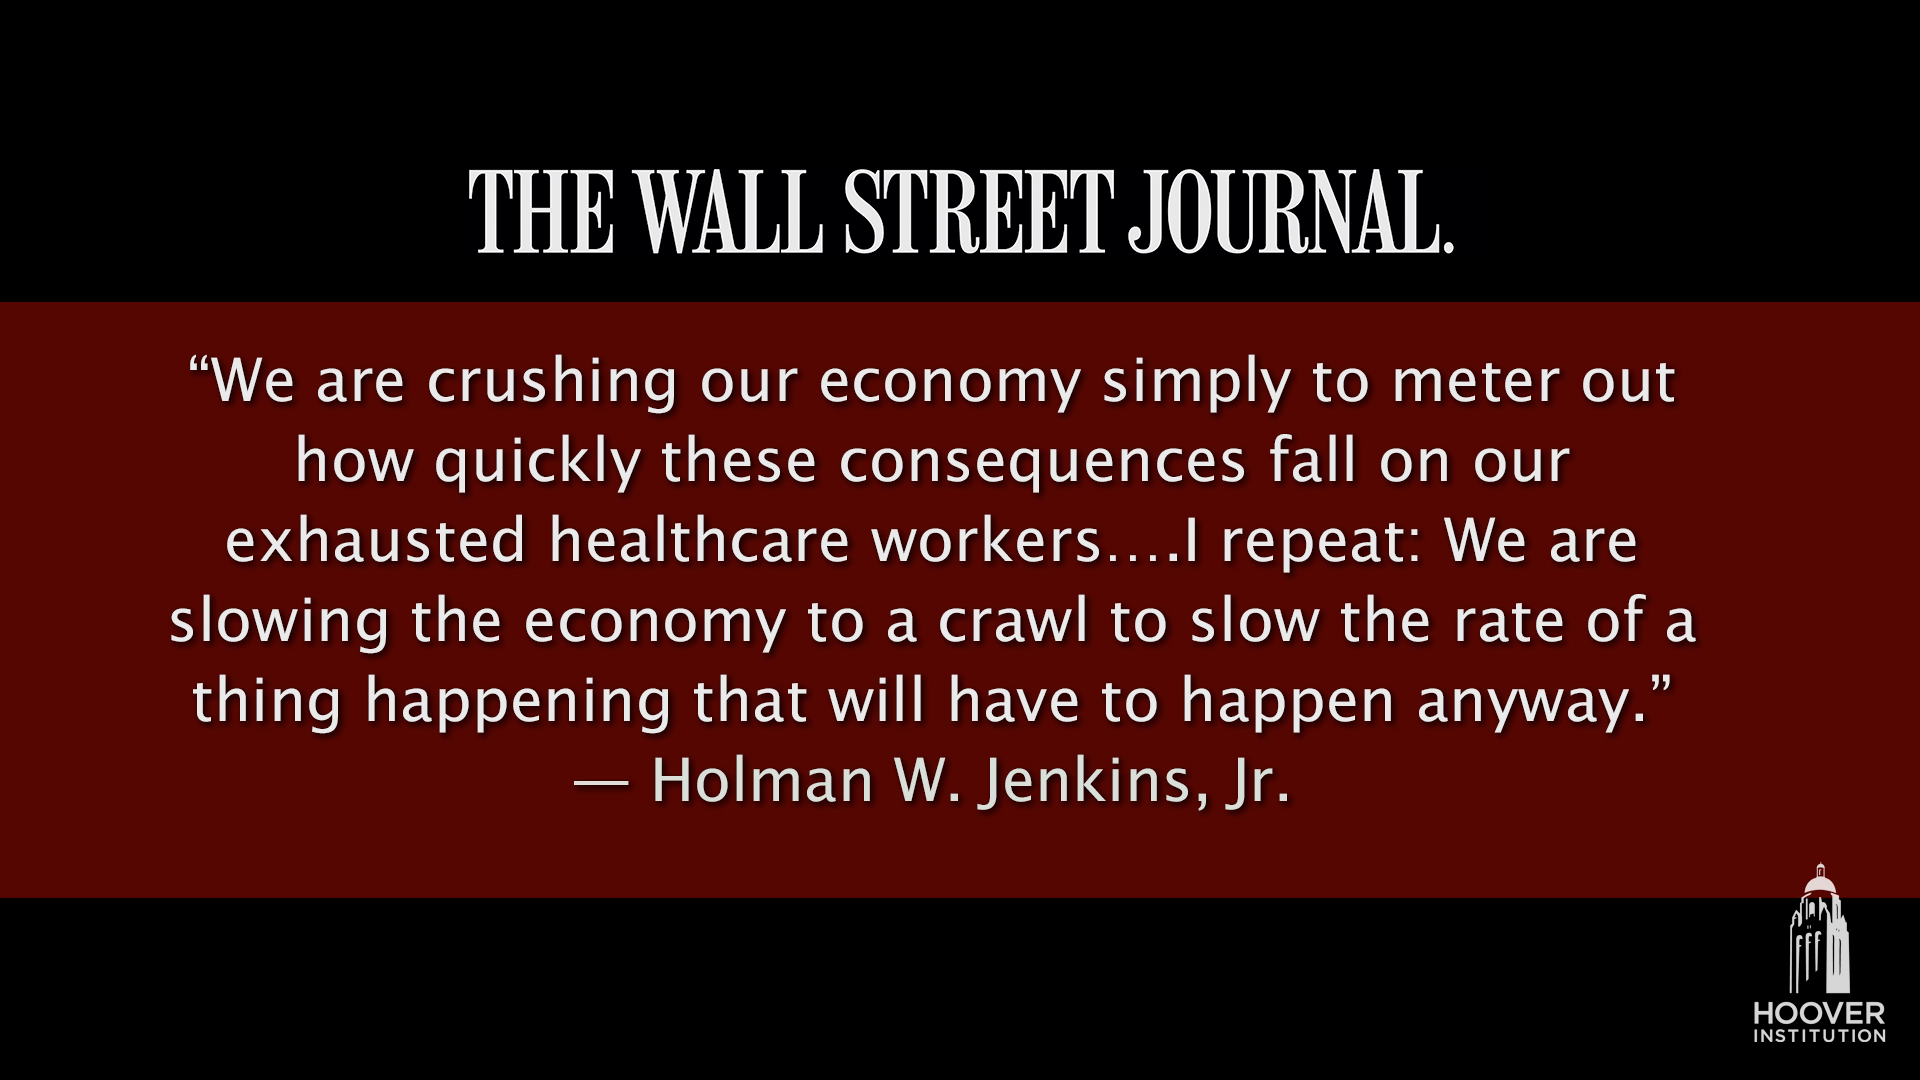 THE WALL STREET JOURNAL.
“We are crushing our economy simply to meter out
how quickly these consequences fall on our
exhausted healthcare workers….I repeat: We are
slowing the economy to a crawl to slow the rate of a
thing happening that will have to happen anyway.”
— Holman W. Jenkins, Jr.
HOOVER
INSTITUTION